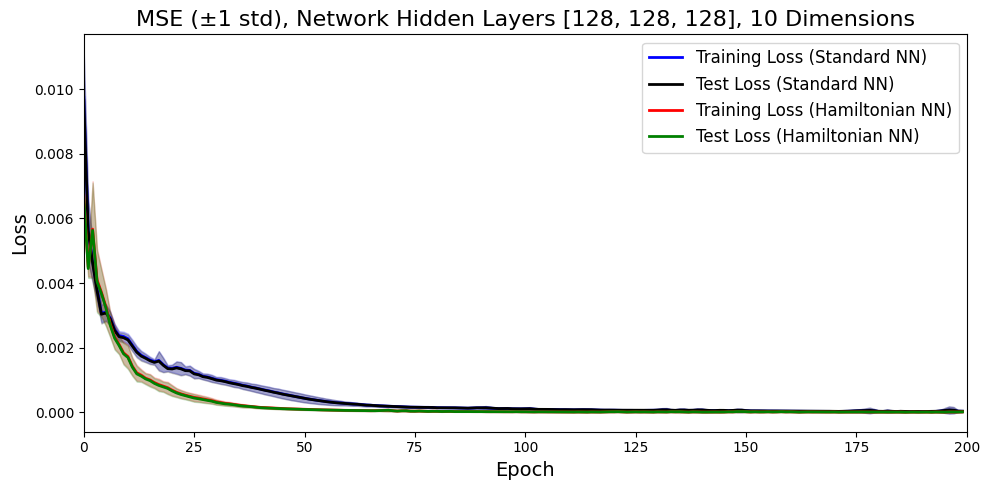 MSE (±1 std), Network Hidden Layers [128, 128, 128], 10 Dimensions
Training Loss (Standard NN)
Test Loss (Standard NN)
Training Loss (Hamiltonian NN)
Test Loss (Hamiltonian NN)
Loss
0.010
0.008
0.006
0.004
0.002
0.000
0 25 50 75 100 125 150 175 200
Epoch